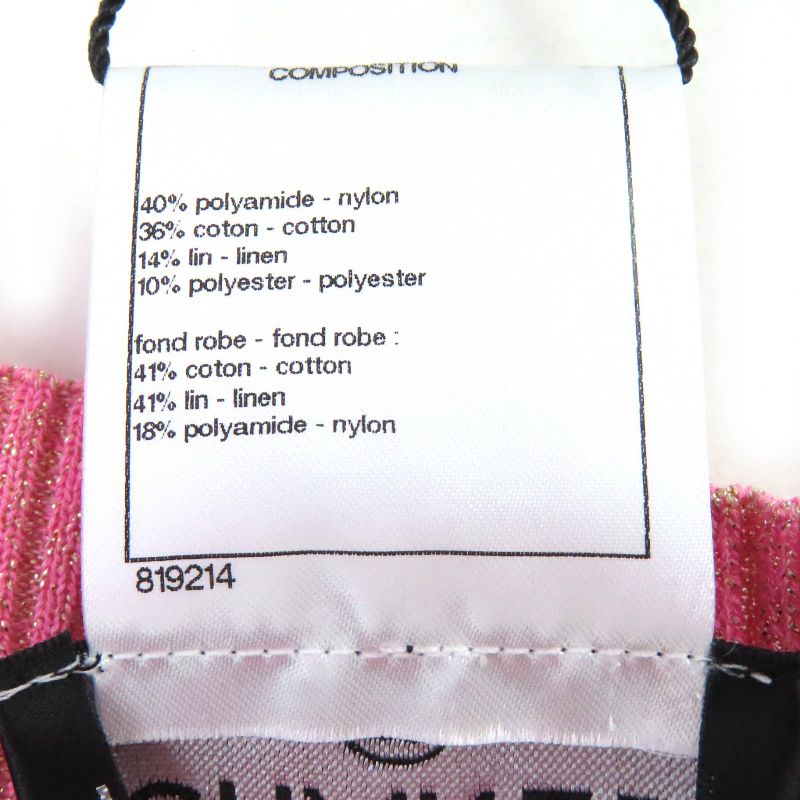 COMPOSITION
40% polyamide - nylon
36% coton - cotton
14% lin - linen
10% polyester - polyester
fond robe - fond robe :
41% coton - cotton
41% lin - linen
18% polyamide - nylon
819214